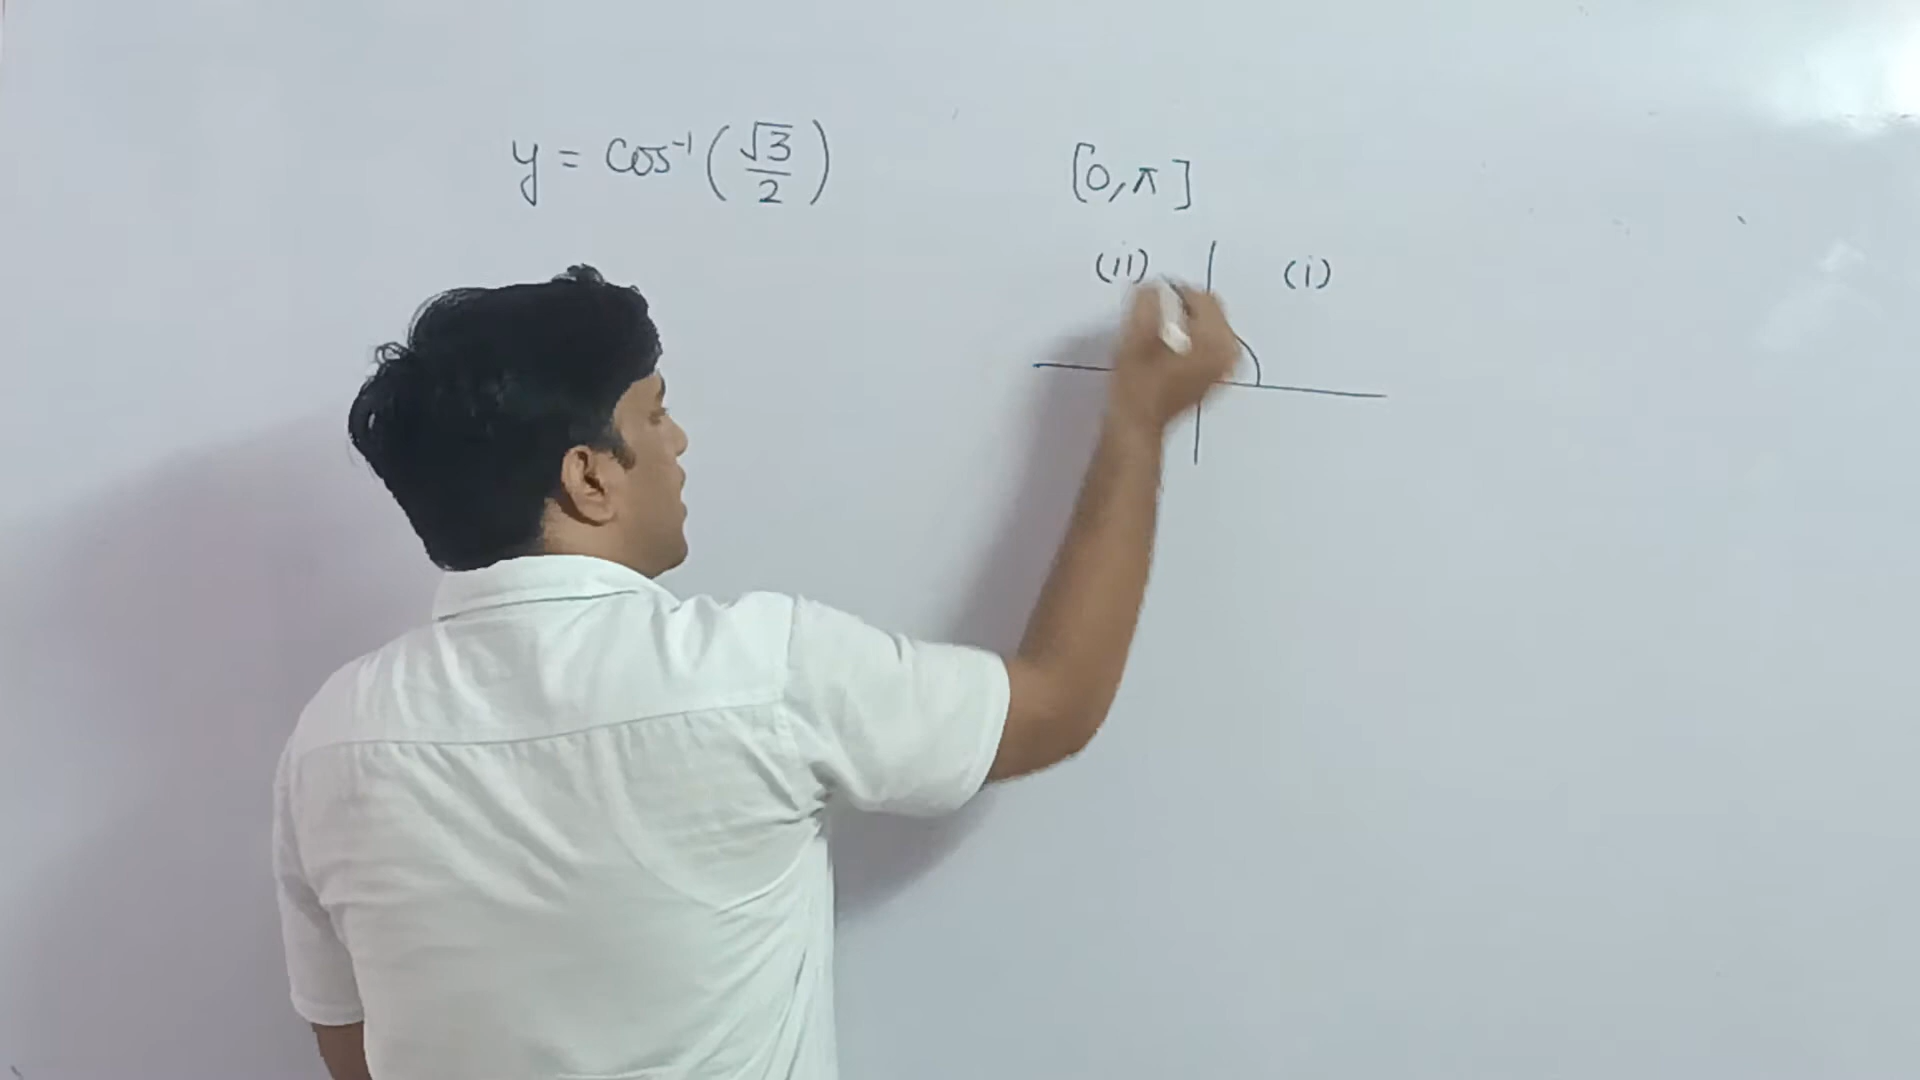 y = cos⁻¹(√3/2) [0, π]
(ii) (i)